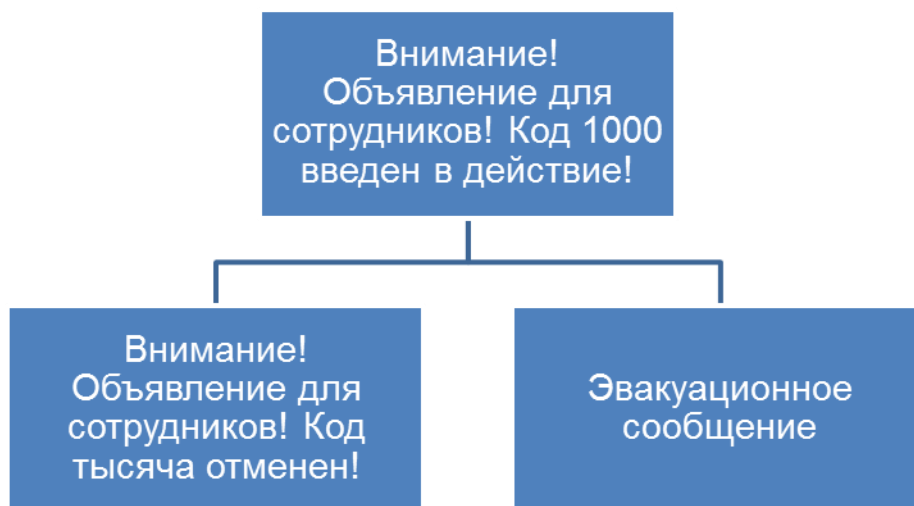 Внимание!
Объявление для
сотрудников! Код 1000
введен в действие!
Внимание!
Объявление для
сотрудников! Код
тысяча отменен!
Эвакуационное
сообщение